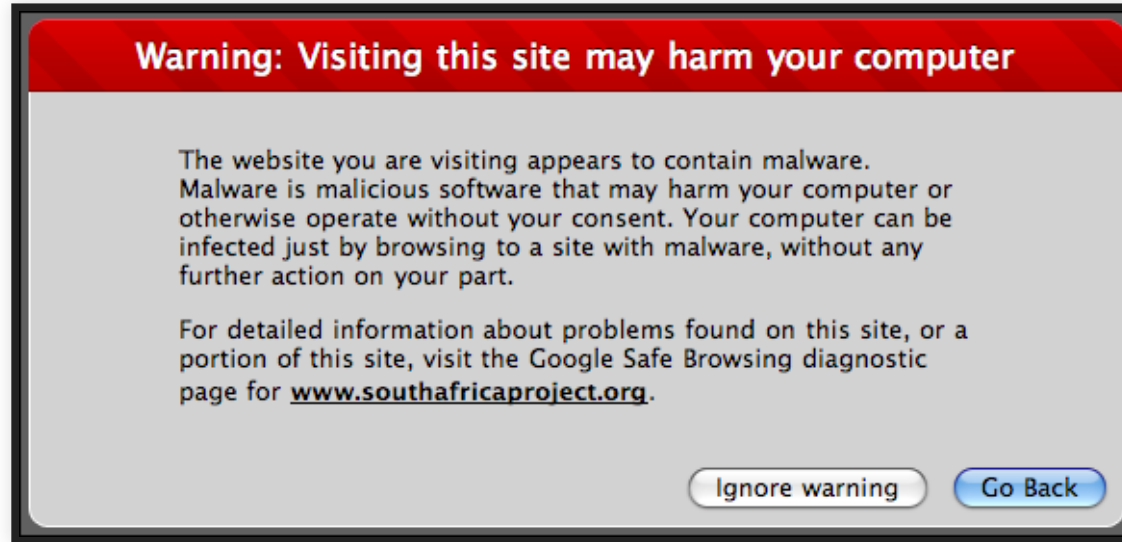 Warning: Visiting this site may harm your computer
The website you are visiting appears to contain malware.
Malware is malicious software that may harm your computer or
otherwise operate without your consent. Your computer can be
infected just by browsing to a site with malware, without any
further action on your part.
For detailed information about problems found on this site, or a
portion of this site, visit the Google Safe Browsing diagnostic
page for www.southafricaproject.org.
Ignore warning
Go Back